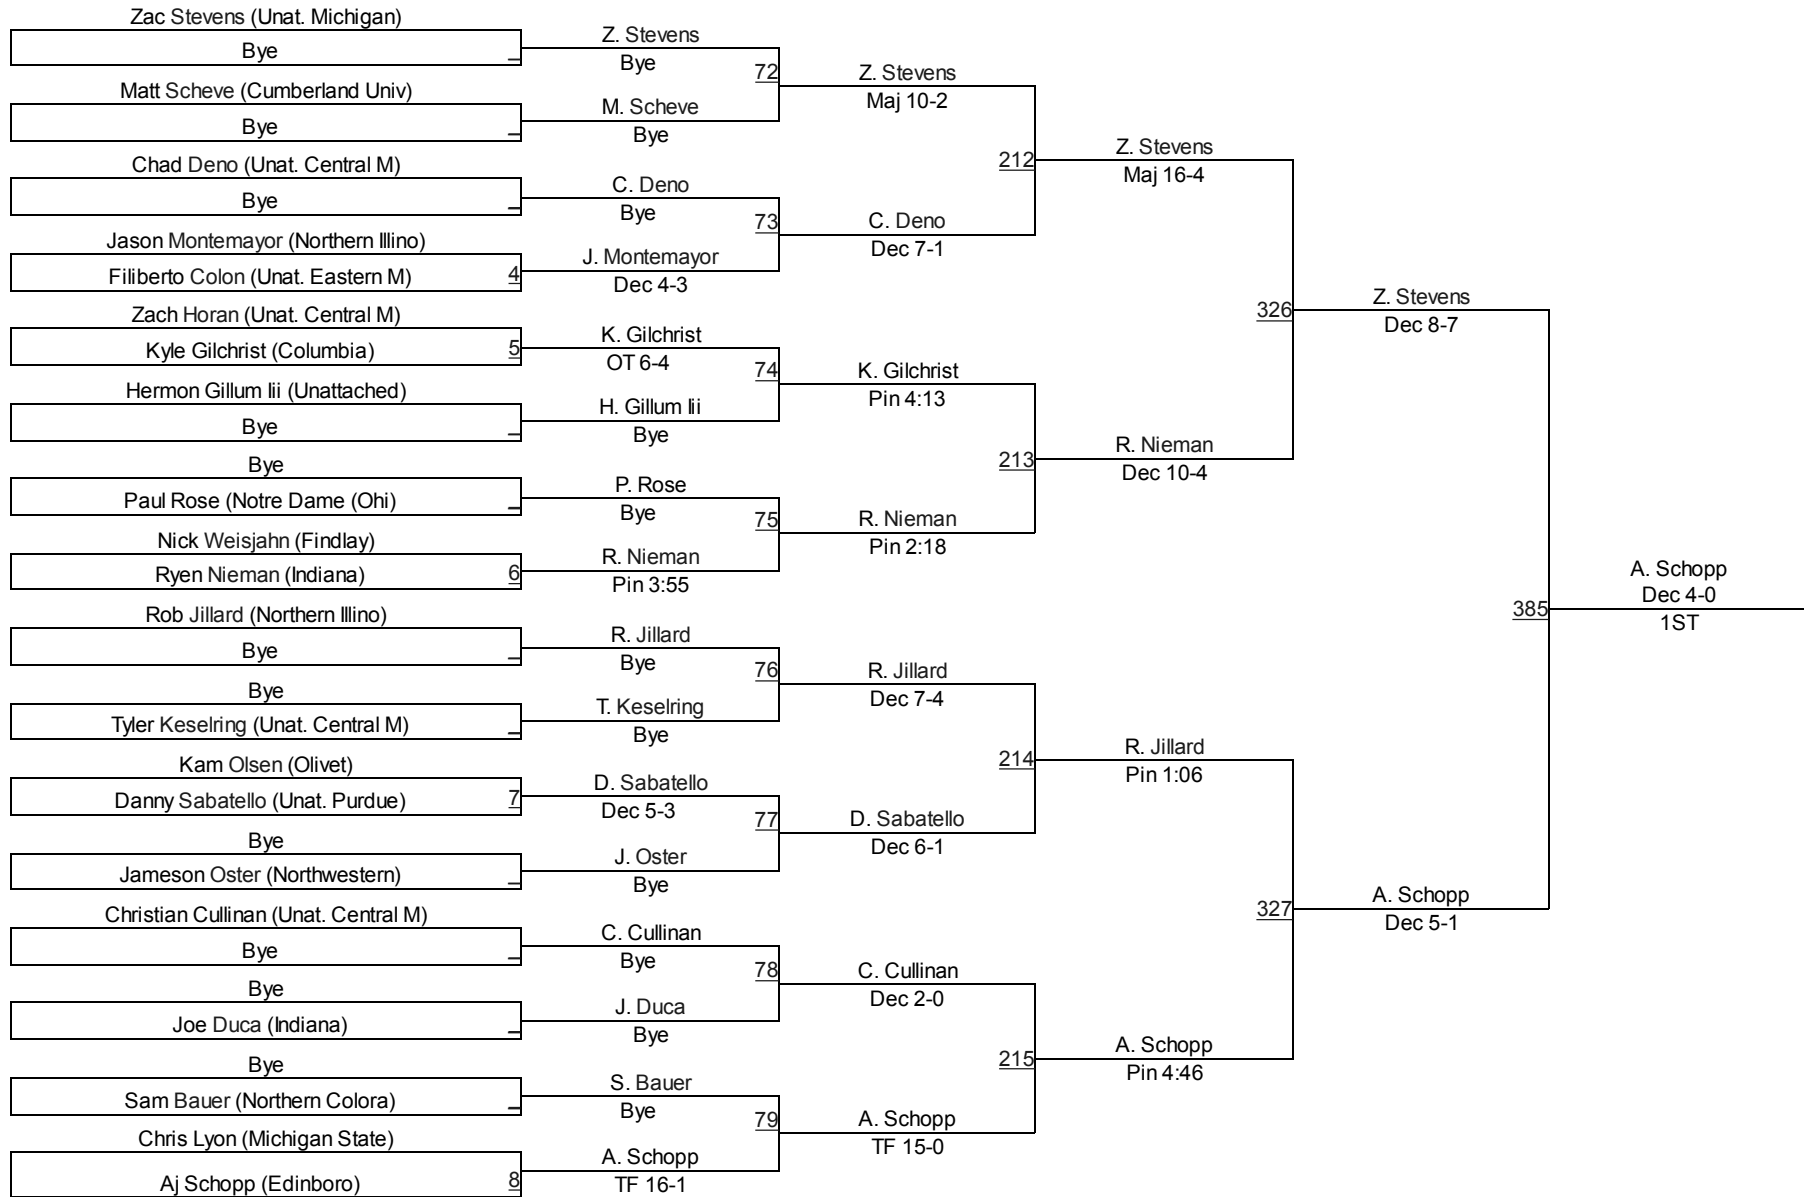 Zac Stevens (Unat. Michigan)
Bye
Matt Scheve (Cumberland Univ)
Bye
Chad Deno (Unat. Central M)
Bye
Jason Montemayor (Northern Illino)
Filiberto Colon (Unat. Eastern M) 4
Zach Horan (Unat. Central M)
Kyle Gilchrist (Columbia) 5
Hermon Gillum Iii (Unattached)
Bye
Bye
Paul Rose (Notre Dame (Ohi)
Nick Weisjahn (Findlay)
Ryen Nieman (Indiana) 6
Rob Jillard (Northern Illino)
Bye
Bye
Tyler Keselring (Unat. Central M)
Kam Olsen (Olivet)
Danny Sabatello (Unat. Purdue) 7
Bye
Jameson Oster (Northwestern)
Christian Cullinan (Unat. Central M)
Bye
Bye
Joe Duca (Indiana)
Bye
Sam Bauer (Northern Colora)
Chris Lyon (Michigan State)
Aj Schopp (Edinboro) 8
Z. Stevens
Bye
72
M. Scheve
Bye
C. Deno
Bye
73
J. Montemayor
Dec 4-3
K. Gilchrist
OT 6-4
74
H. Gillum Iii
Bye
P. Rose
Bye
75
R. Nieman
Pin 3:55
R. Jillard
Bye
76
T. Keselring
Bye
D. Sabatello
Dec 5-3
77
J. Oster
Bye
C. Cullinan
Bye
78
J. Duca
Bye
S. Bauer
Bye
79
A. Schopp
TF 16-1
Z. Stevens
Maj 10-2
212
C. Deno
Dec 7-1
K. Gilchrist
Pin 4:13
213
R. Nieman
Pin 2:18
R. Jillard
Dec 7-4
214
D. Sabatello
Dec 6-1
C. Cullinan
Dec 2-0
215
A. Schopp
TF 15-0
Z. Stevens
Maj 16-4
326
R. Nieman
Dec 10-4
R. Jillard
Pin 1:06
327
A. Schopp
Pin 4:46
Z. Stevens
Dec 8-7
385
A. Schopp
Dec 5-1
A. Schopp
Dec 4-0
1ST